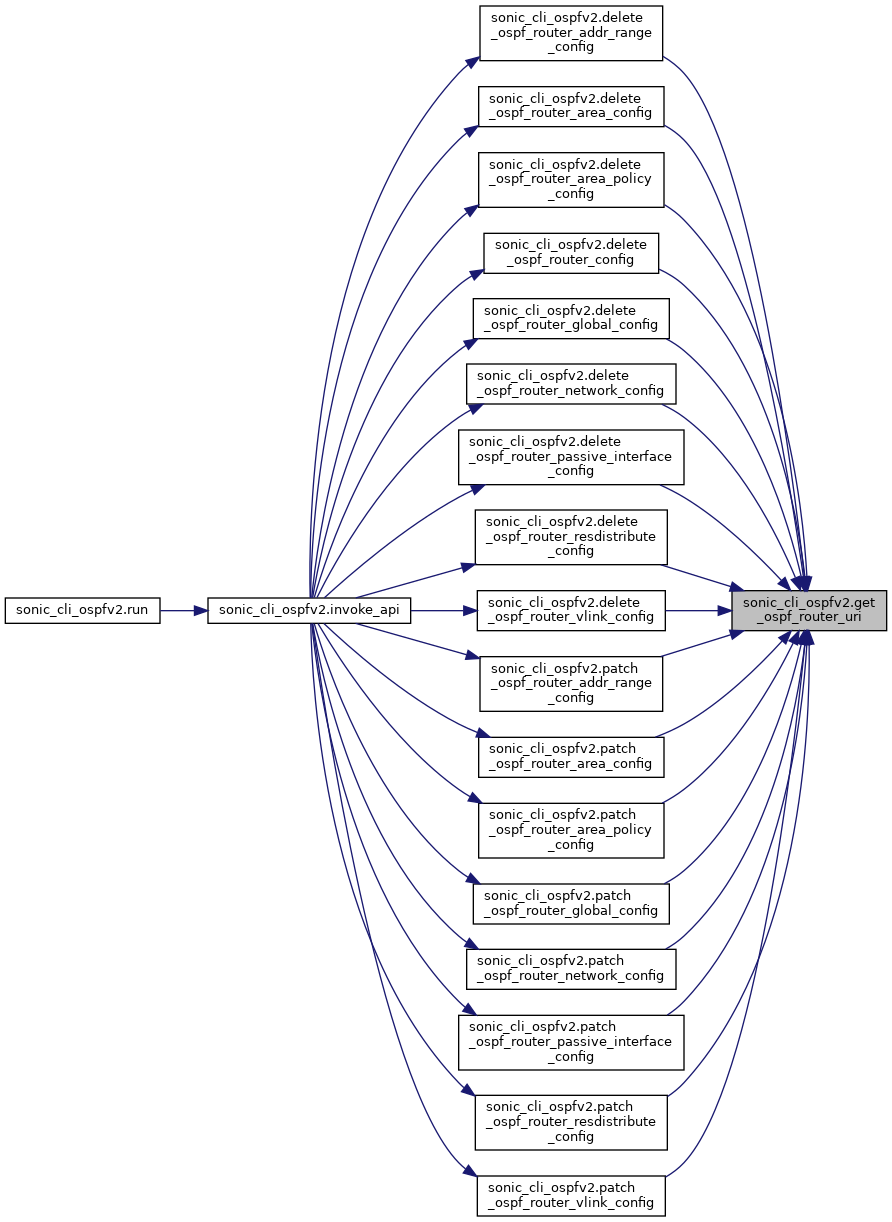 sonic_cli_ospfv2.delete
_ospf_router_addr_range
_config
sonic_cli_ospfv2.delete
_ospf_router_area_config
sonic_cli_ospfv2.delete
_ospf_router_area_policy
_config
sonic_cli_ospfv2.delete
_ospf_router_config
sonic_cli_ospfv2.delete
_ospf_router_global_config
sonic_cli_ospfv2.delete
_ospf_router_network_config
sonic_cli_ospfv2.delete
_ospf_router_passive_interface
_config
sonic_cli_ospfv2.delete
_ospf_router_resdistribute
_config
sonic_cli_ospfv2.run
sonic_cli_ospfv2.invoke_api
sonic_cli_ospfv2.delete
_ospf_router_vlink_config
sonic_cli_ospfv2.get
_ospf_router_uri
sonic_cli_ospfv2.patch
_ospf_router_addr_range
_config
sonic_cli_ospfv2.patch
_ospf_router_area_config
sonic_cli_ospfv2.patch
_ospf_router_area_policy
_config
sonic_cli_ospfv2.patch
_ospf_router_global_config
sonic_cli_ospfv2.patch
_ospf_router_network_config
sonic_cli_ospfv2.patch
_ospf_router_passive_interface
_config
sonic_cli_ospfv2.patch
_ospf_router_resdistribute
_config
sonic_cli_ospfv2.patch
_ospf_router_vlink_config